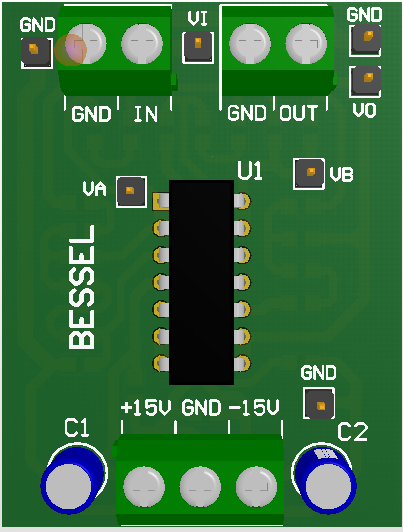 GND
VI
GND
GND IN
GND OUT
VO
U1
VA
VB
BESSEL
GND
+15V GND -15V
C1
C2